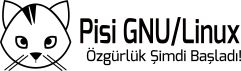 Pisi GNU/Linux
Özgürlük Şimdi Başladı!